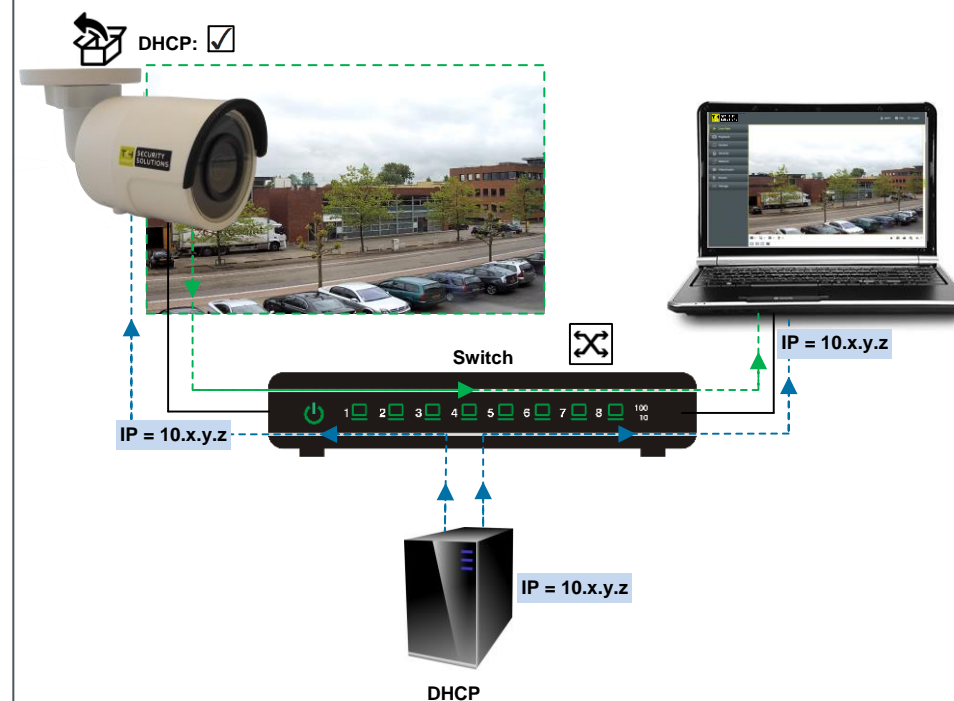 DHCP:
SECURITY
SOLUTIONS
IP = 10.x.y.z
Switch
1 2 3 4 5 6 7 8 100
1G
IP = 10.x.y.z
IP = 10.x.y.z
DHCP